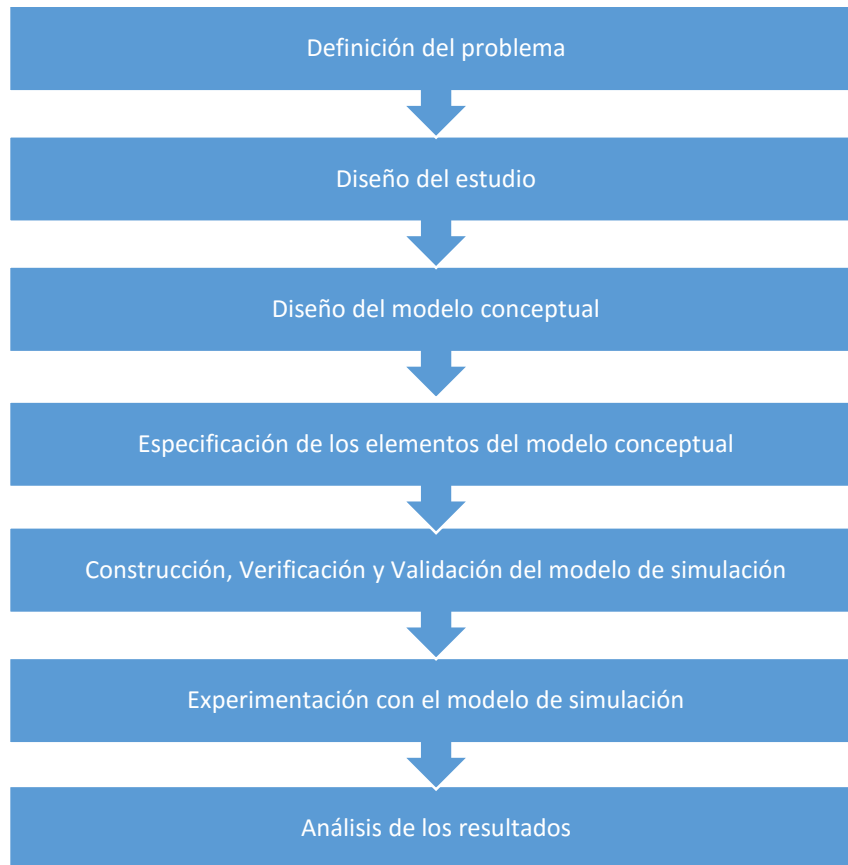 Definición del problema
Diseño del estudio
Diseño del modelo conceptual
Especificación de los elementos del modelo conceptual
Construcción, Verificación y Validación del modelo de simulación
Experimentación con el modelo de simulación
Análisis de los resultados